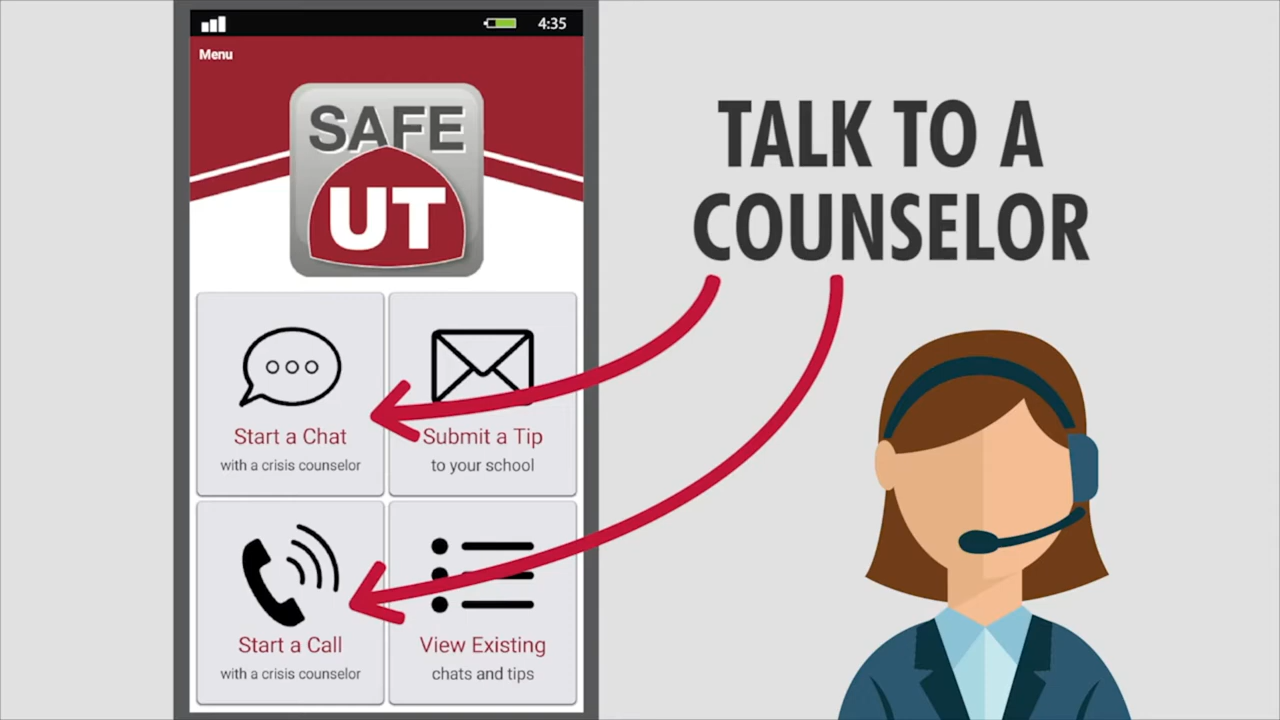 4:35
Menu
SAFE
UT
TALK TO A
COUNSELOR
Start a Chat
with a crisis counselor
Submit a Tip
to your school
Start a Call
with a crisis counselor
View Existing
chats and tips